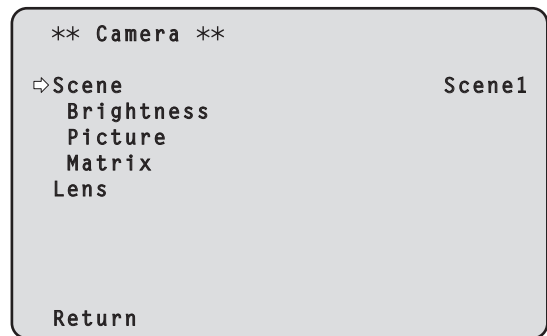 ** Camera **
⇨Scene Scene1
Brightness
Picture
Matrix
Lens
Return